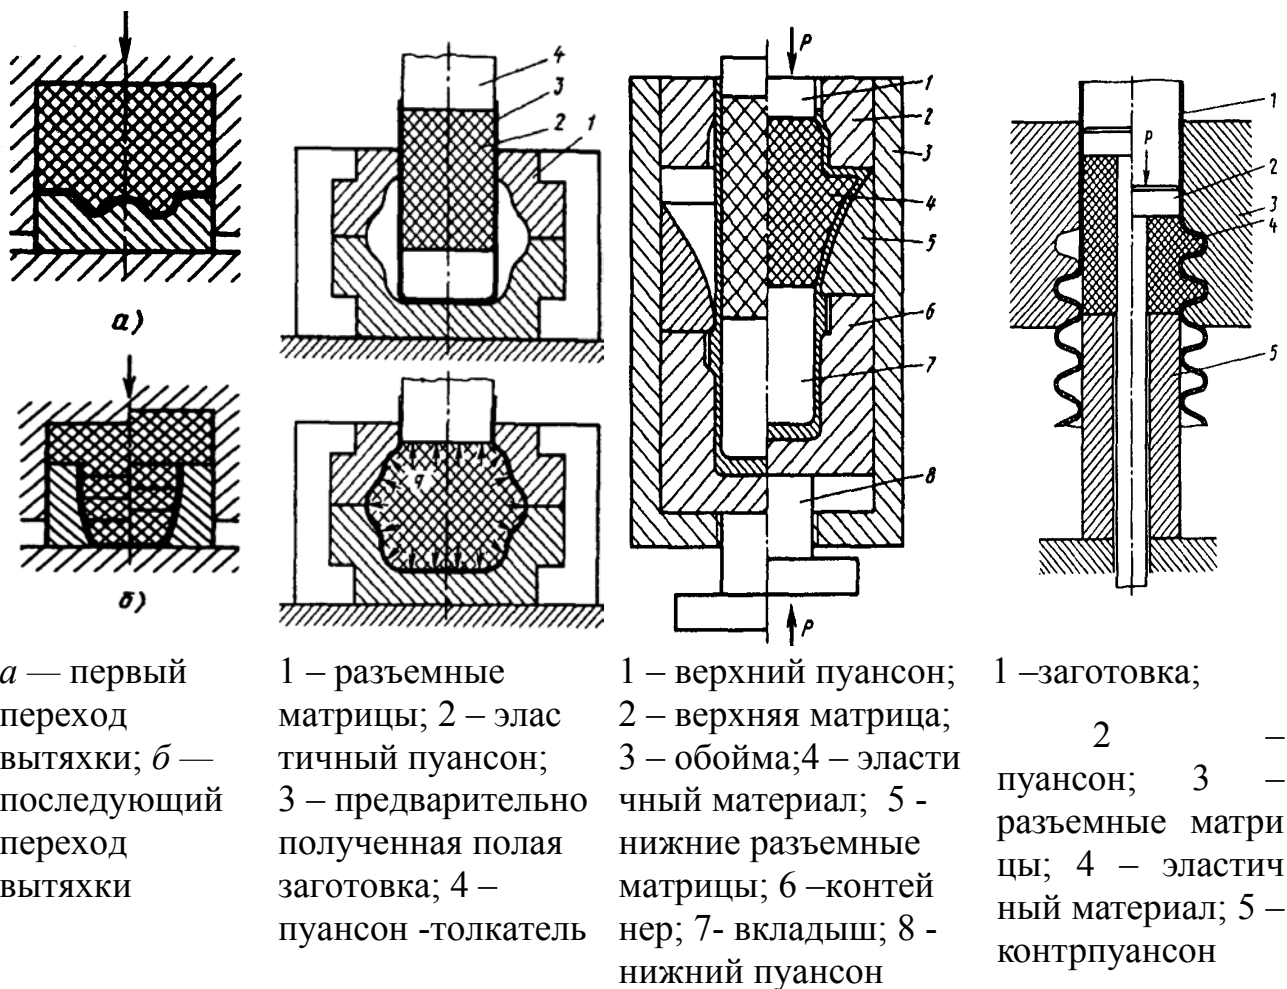 4
3
2
1
q
а)
б)
P
1
2
3
4
5
6
7
8
P
1
P
2
3
4
5
а — первый
переход
вытяжки; б —
последующий
переход
вытяжки
1 – разъемные
матрицы; 2 – элас
тичный пуансон;
3 – предварительно
полученная полая
заготовка; 4 –
пуансон -толкатель
1 – верхний пуансон;
2 – верхняя матрица;
3 – обойма;4 – эласти
чный материал; 5 -
нижние разъемные
матрицы; 6 –контей
нер; 7- вкладыш; 8 -
нижний пуансон
1 –заготовка;
2 –
пуансон; 3 –
разъемные матри
цы; 4 – эластич
ный материал; 5 –
контрпуансон